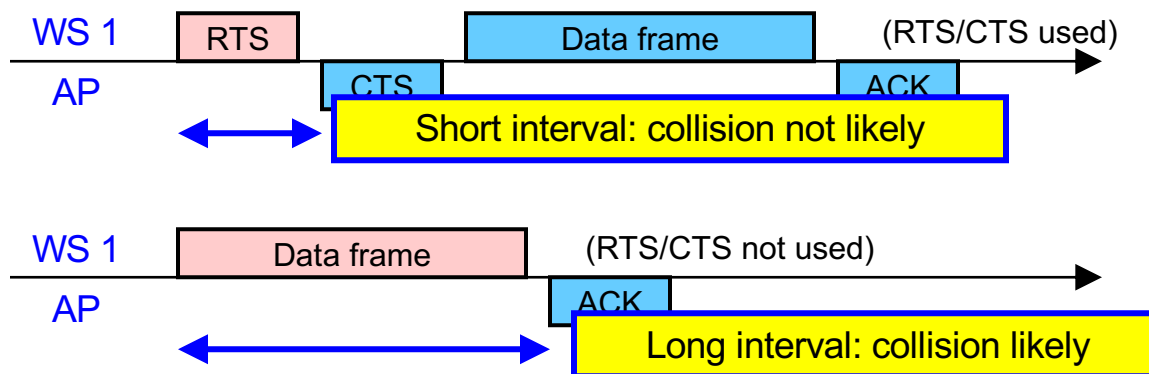 WS 1 RTS Data frame (RTS/CTS used)
AP CTS ACK
Short interval: collision not likely
WS 1 Data frame (RTS/CTS not used)
AP ACK
Long interval: collision likely